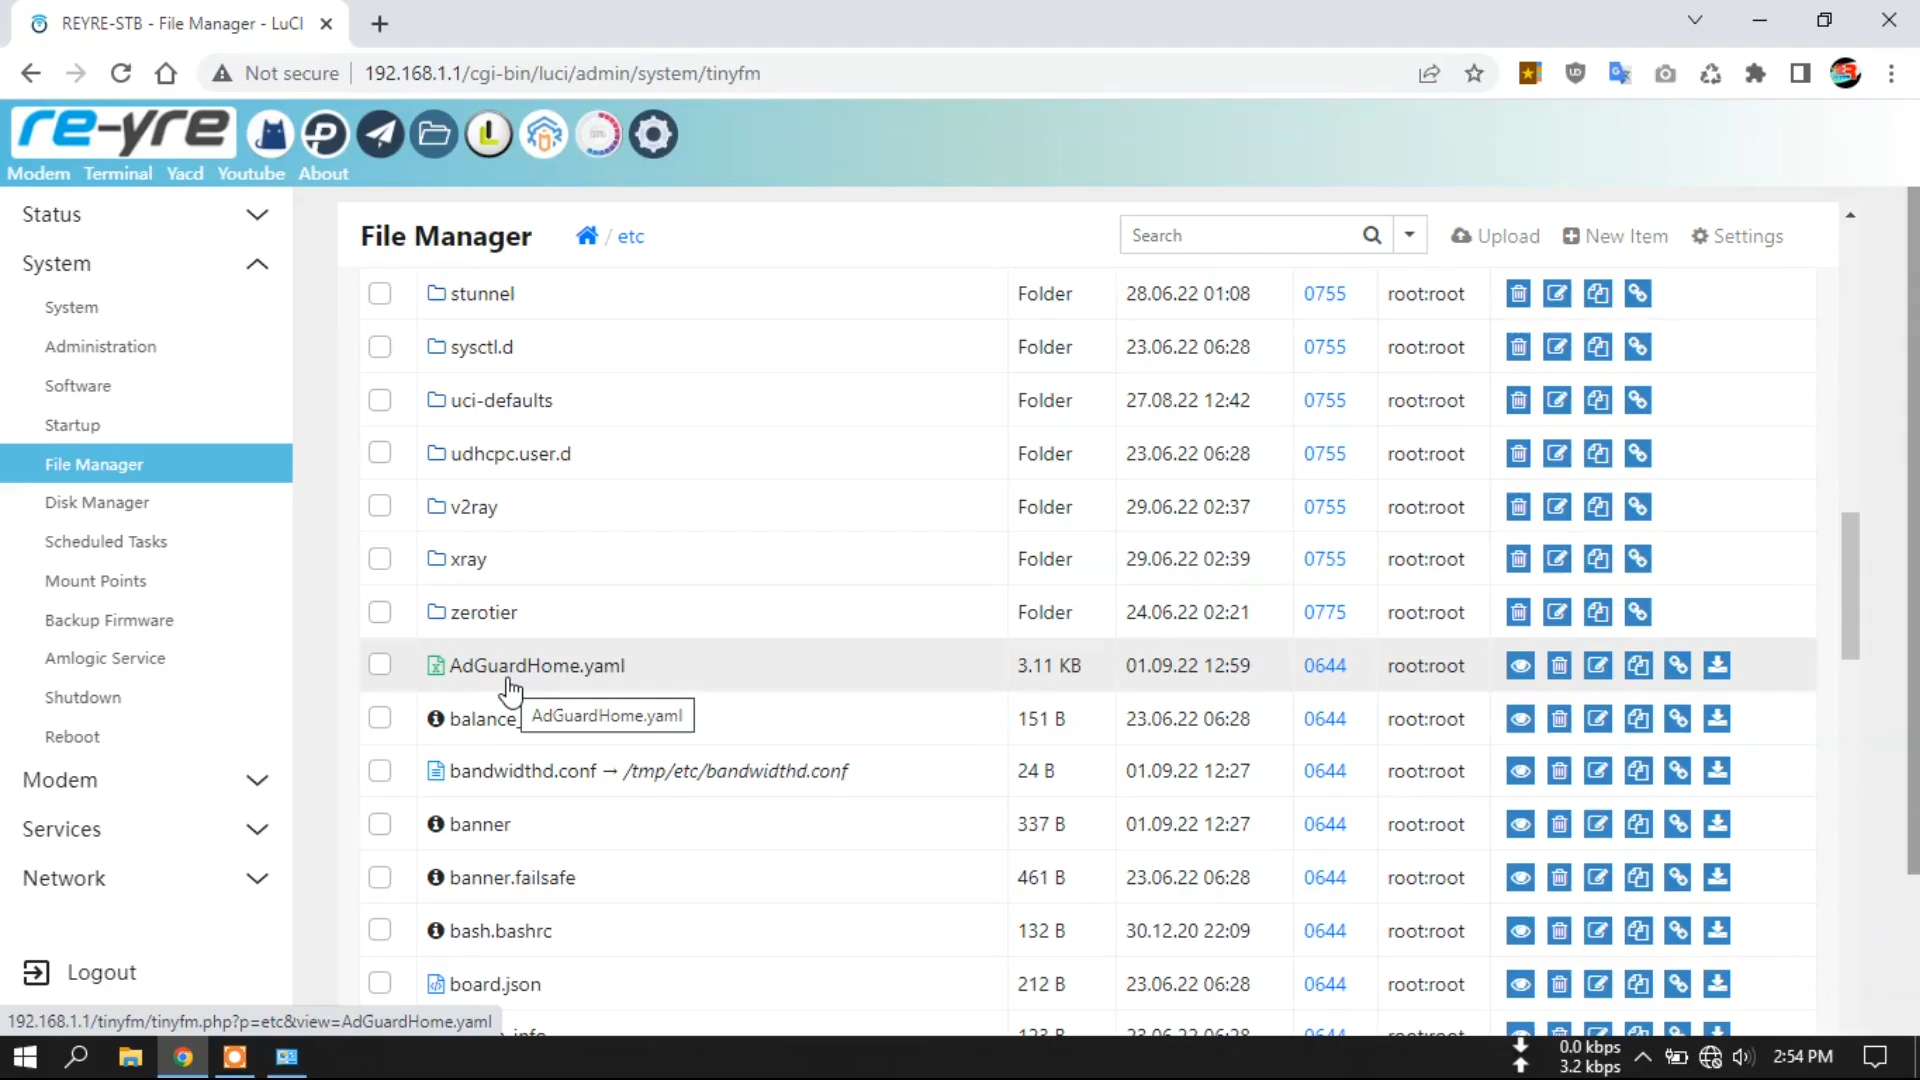 REYRE-STB - File Manager - LuCI
Not secure
192.168.1.1/cgi-bin/luci/admin/system/tinyfm
re-yre
Modem Terminal Yacd Youtube About
Status
System
System
Administration
Software
Startup
File Manager
Disk Manager
Scheduled Tasks
Mount Points
Backup Firmware
Amlogic Service
Shutdown
Reboot
Modem
Services
Network
Logout
File Manager / etc Search Upload New Item Settings
stunnel Folder 28.06.22 01:08 0755 root:root
sysctl.d Folder 23.06.22 06:28 0755 root:root
uci-defaults Folder 27.08.22 12:42 0755 root:root
udhcpc.user.d Folder 23.06.22 06:28 0755 root:root
v2ray Folder 29.06.22 02:37 0755 root:root
xray Folder 29.06.22 02:39 0755 root:root
zerotier Folder 24.06.22 02:21 0775 root:root
AdGuardHome.yaml 3.11 KB 01.09.22 12:59 0644 root:root
AdGuardHome.yaml
balance_ 151 B 23.06.22 06:28 0644 root:root
bandwidthd.conf → /tmp/etc/bandwidthd.conf 24 B 01.09.22 12:27 0644 root:root
banner 337 B 01.09.22 12:27 0644 root:root
banner.failsafe 461 B 23.06.22 06:28 0644 root:root
bash.bashrc 132 B 30.12.20 22:09 0644 root:root
board.json 212 B 23.06.22 06:28 0644 root:root
192.168.1.1/tinyfm/tinyfm.php?p=etc&view=AdGuardHome.yaml
0.0 kbps
3.2 kbps
2:54 PM